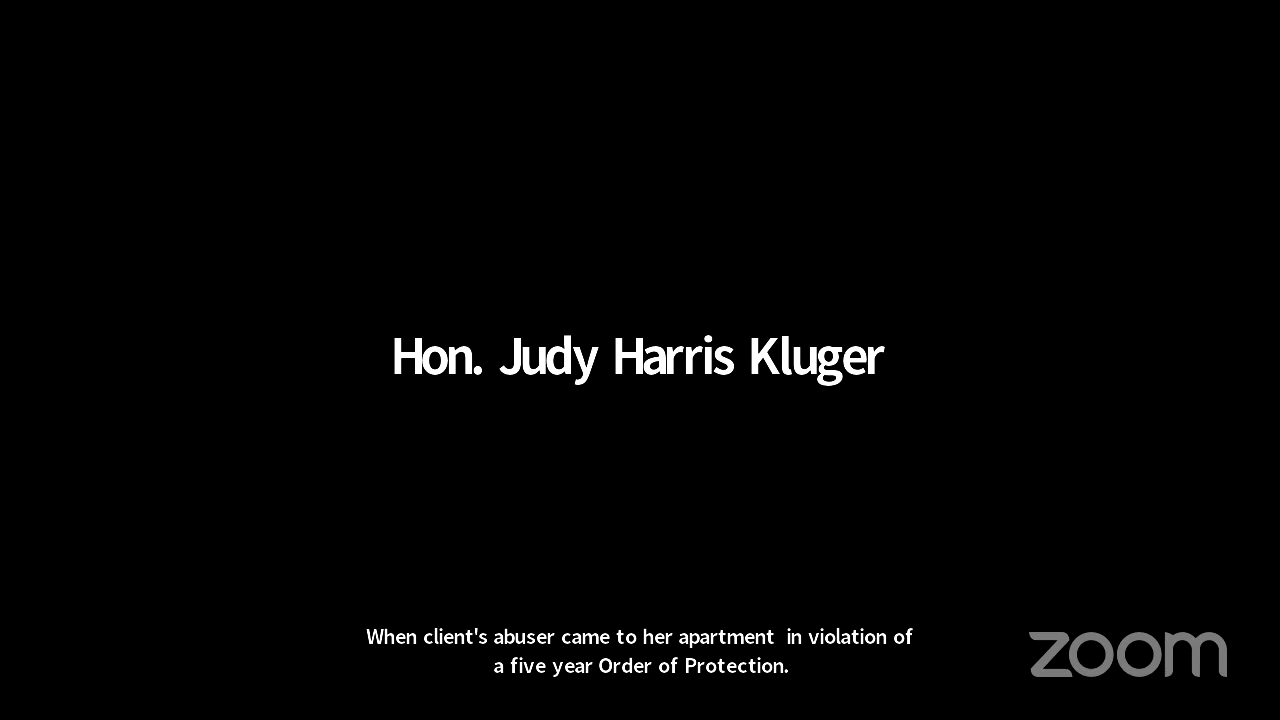 Hon. Judy Harris Kluger
When client's abuser came to her apartment  in violation of
a five year Order of Protection.
zoom